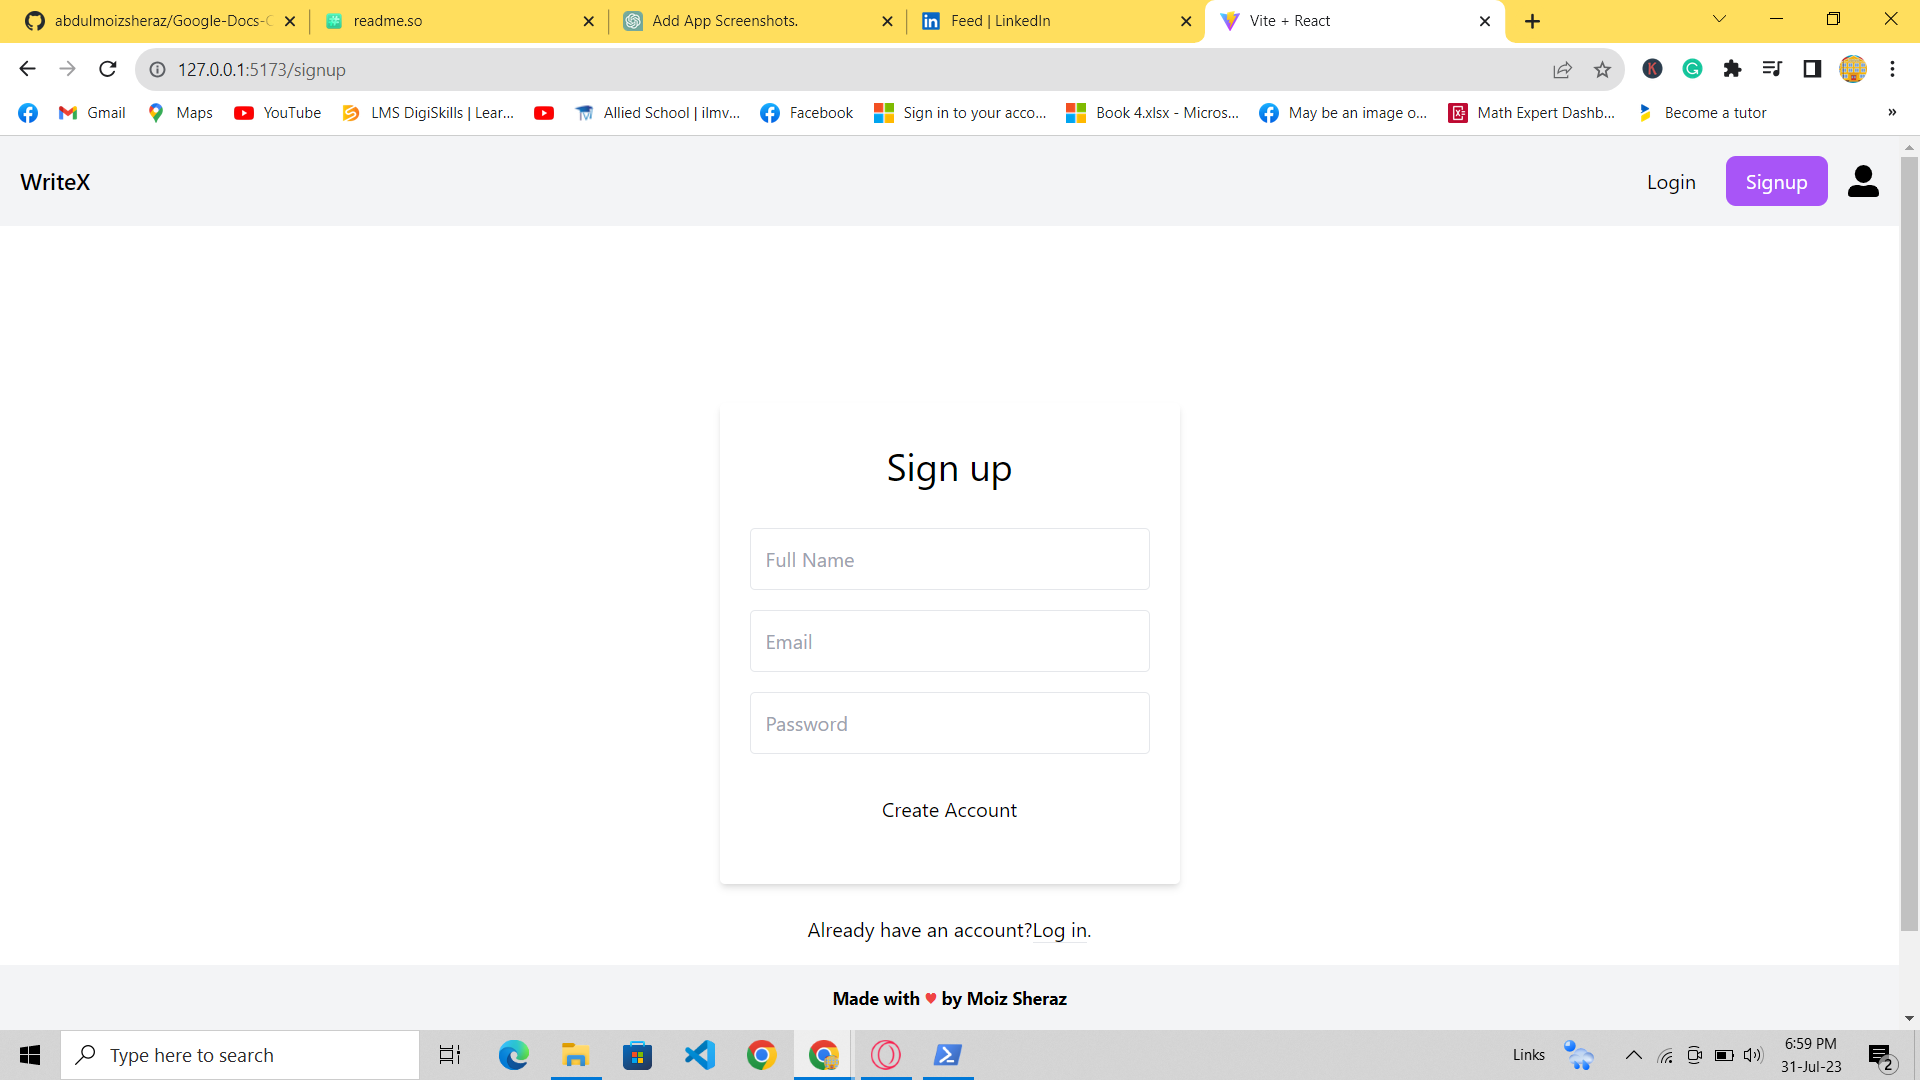 abdulmoizsheraz/Google-Docs-C
readme.so
Add App Screenshots.
Feed | LinkedIn
Vite + React
127.0.0.1:5173/signup
Gmail
Maps
YouTube
LMS DigiSkills | Lear...
Allied School | ilmv...
Facebook
Sign in to your acco...
Book 4.xlsx - Micros...
May be an image o...
Math Expert Dashb...
Become a tutor
»
WriteX
Login
Signup
Sign up
Full Name
Email
Password
Create Account
Already have an account?Log in.
Made with ♥ by Moiz Sheraz
Type here to search
Links
6:59 PM
31-Jul-23
2